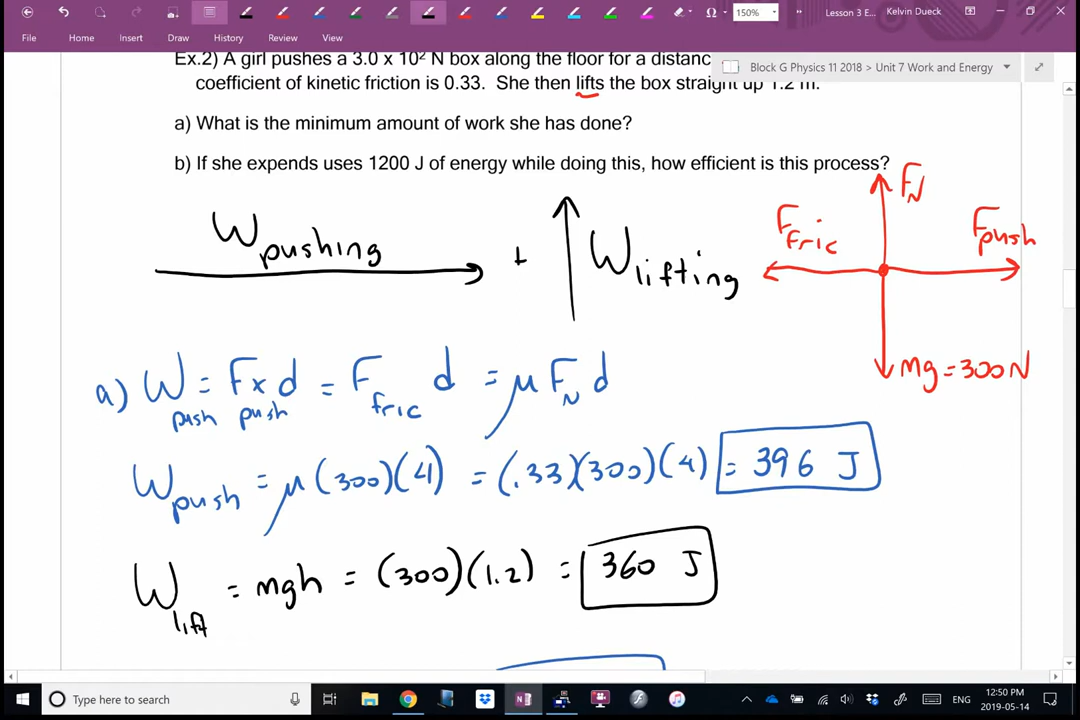 150%
Lesson 3 E...
Kelvin Dueck
File Home Insert Draw History Review View
Block G Physics 11 2018 > Unit 7 Work and Energy
Ex.2) A girl pushes a 3.0 x 10² N box along the floor for a distanc
coefficient of kinetic friction is 0.33. She then lifts the box straight up 1.2 m.
a) What is the minimum amount of work she has done?
b) If she expends uses 1200 J of energy while doing this, how efficient is this process?
W pushing + W lifting
F N
F fric
F push
mg = 300 N
a) W push = F x d push = F fric d = μ F N d
W push = μ (300)(4) = (.33)(300)(4) = 396 J
W lift = mgh = (300)(1.2) = 360 J
Type here to search
ENG
12:50 PM
2019-05-14